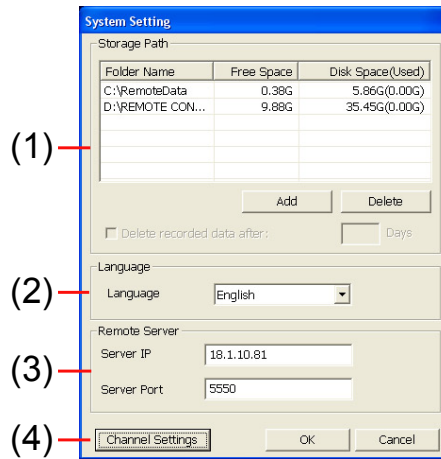 System Setting
Storage Path
Folder Name Free Space Disk Space(Used)
C:\RemoteData 0.38G 5.86G(0.00G)
D:\REMOTE CON... 9.88G 35.45G(0.00G)
(1)
Add Delete
Delete recorded data after: Days
Language
(2) Language English
Remote Server
Server IP 18.1.10.81
(3)
Server Port 5550
(4) Channel Settings OK Cancel